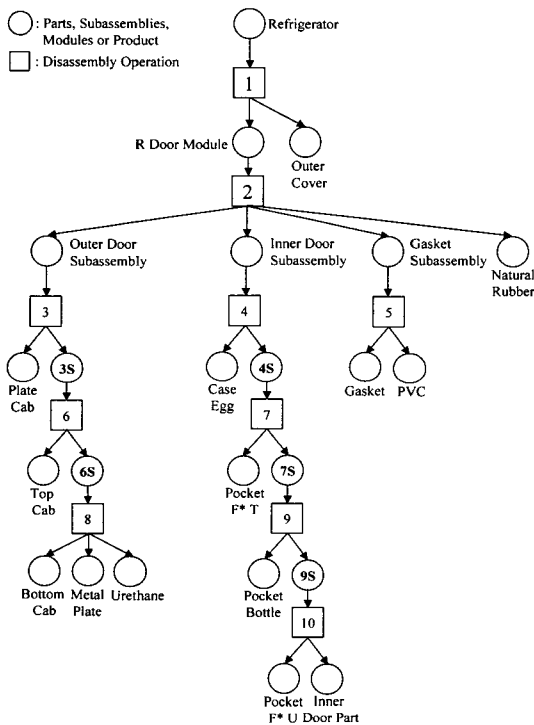 : Parts, Subassemblies,
Modules or Product
: Disassembly Operation
Refrigerator
1
R Door Module
Outer
Cover
2
Outer Door
Subassembly
Inner Door
Subassembly
Gasket
Subassembly
Natural
Rubber
3
4
5
Plate
Cab
3S
Case
Egg
4S
Gasket
PVC
6
7
Top
Cab
6S
Pocket
F* T
7S
8
9
Bottom
Cab
Metal
Plate
Urethane
Pocket
Bottle
9S
10
Pocket
F* U
Inner
Door Part